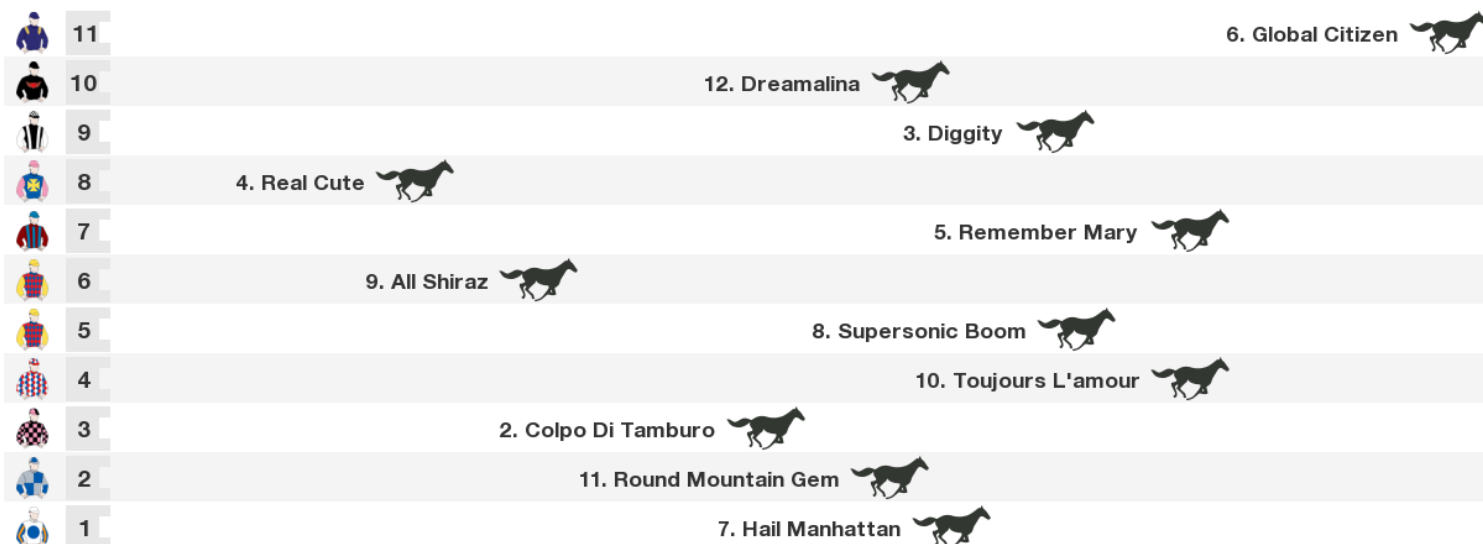 11 6. Global Citizen
10 12. Dreamalina
9 3. Diggity
8 4. Real Cute
7 5. Remember Mary
6 9. All Shiraz
5 8. Supersonic Boom
4 10. Toujours L'amour
3 2. Colpo Di Tamburo
2 11. Round Mountain Gem
1 7. Hail Manhattan